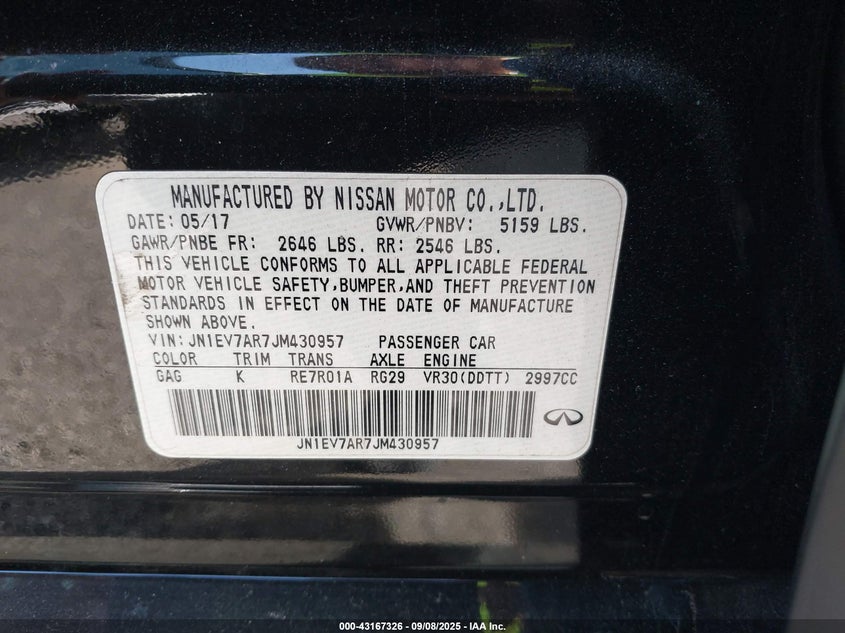 MANUFACTURED BY NISSAN MOTOR CO.,LTD.
DATE: 05/17 GVWR/PNBV: 5159 LBS.
GAWR/PNBE FR: 2646 LBS. RR: 2546 LBS.
THIS VEHICLE CONFORMS TO ALL APPLICABLE FEDERAL
MOTOR VEHICLE SAFETY,BUMPER,AND THEFT PREVENTION
STANDARDS IN EFFECT ON THE DATE OF MANUFACTURE
SHOWN ABOVE.
VIN: JN1EV7AR7JM430957 PASSENGER CAR
COLOR TRIM TRANS AXLE ENGINE
GAG K RE7R01A RG29 VR30(DDTT) 2997CC
JN1EV7AR7JM430957
000-43167326 - 09/08/2025 - IAA Inc.